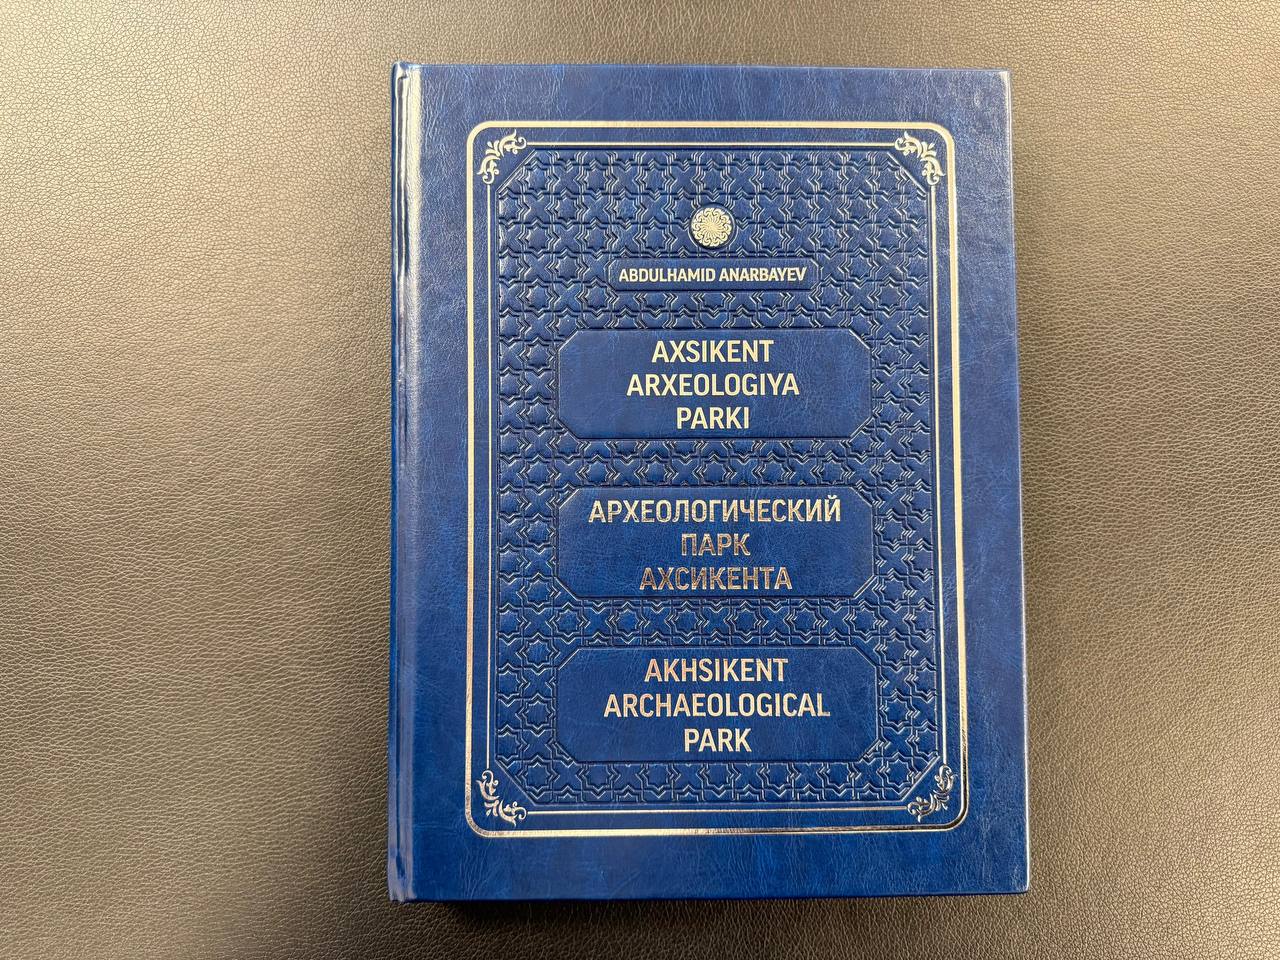 ABDULHAMID ANARBAYEV
AXSIKENT
ARXEOLOGIYA
PARKI
АРХЕОЛОГИЧЕСКИЙ
ПАРК
АХСИКЕНТА
AKHSIKENT
ARCHAEOLOGICAL
PARK